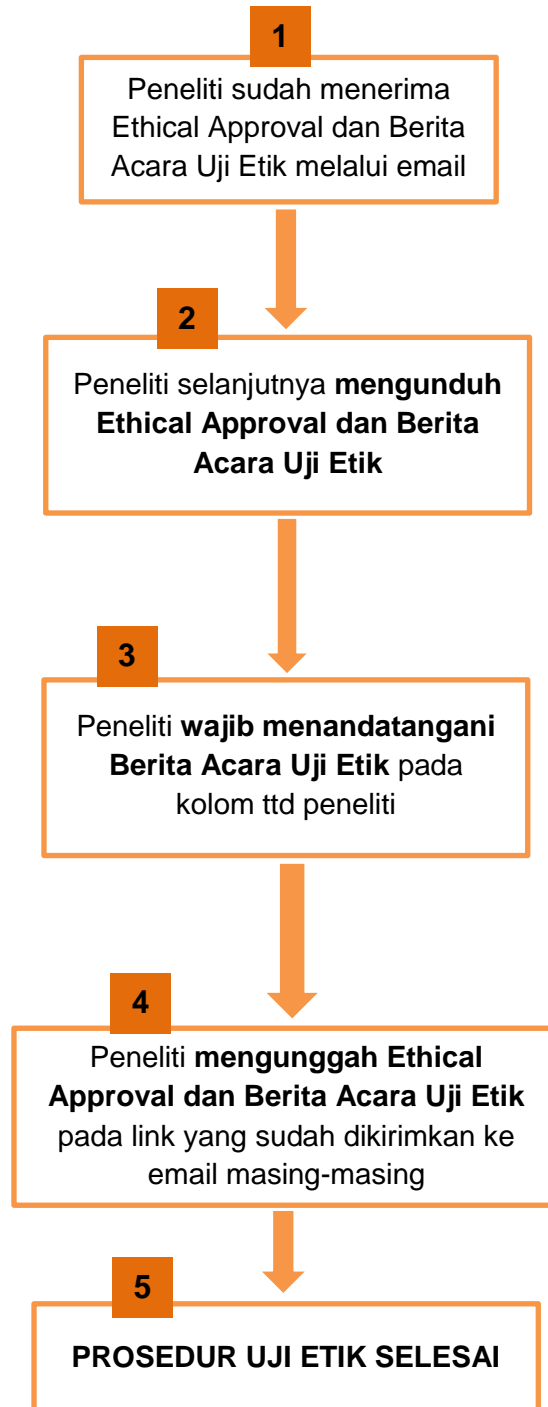 1
Peneliti sudah menerima
Ethical Approval dan Berita
Acara Uji Etik melalui email
2
Peneliti selanjutnya mengunduh
Ethical Approval dan Berita
Acara Uji Etik
3
Peneliti wajib menandatangani
Berita Acara Uji Etik pada
kolom ttd peneliti
4
Peneliti mengunggah Ethical
Approval dan Berita Acara Uji Etik
pada link yang sudah dikirimkan ke
email masing-masing
5
PROSEDUR UJI ETIK SELESAI